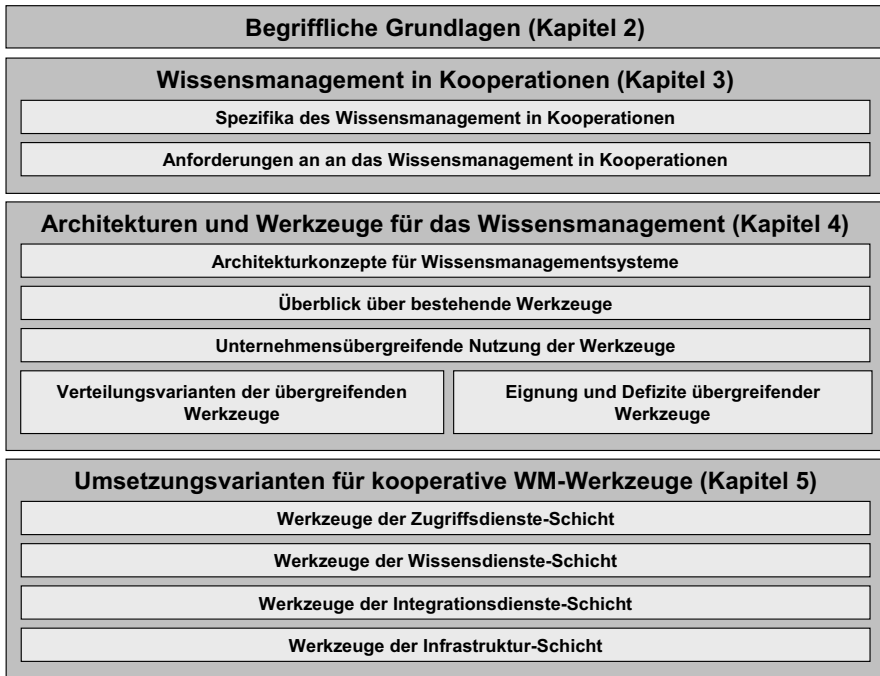 Begriffliche Grundlagen (Kapitel 2)
Wissensmanagement in Kooperationen (Kapitel 3)
Spezifika des Wissensmanagement in Kooperationen
Anforderungen an an das Wissensmanagement in Kooperationen
Architekturen und Werkzeuge für das Wissensmanagement (Kapitel 4)
Architekturkonzepte für Wissensmanagementsysteme
Überblick über bestehende Werkzeuge
Unternehmensübergreifende Nutzung der Werkzeuge
Verteilungsvarianten der übergreifenden
Werkzeuge
Eignung und Defizite übergreifender
Werkzeuge
Umsetzungsvarianten für kooperative WM-Werkzeuge (Kapitel 5)
Werkzeuge der Zugriffsdienste-Schicht
Werkzeuge der Wissensdienste-Schicht
Werkzeuge der Integrationsdienste-Schicht
Werkzeuge der Infrastruktur-Schicht